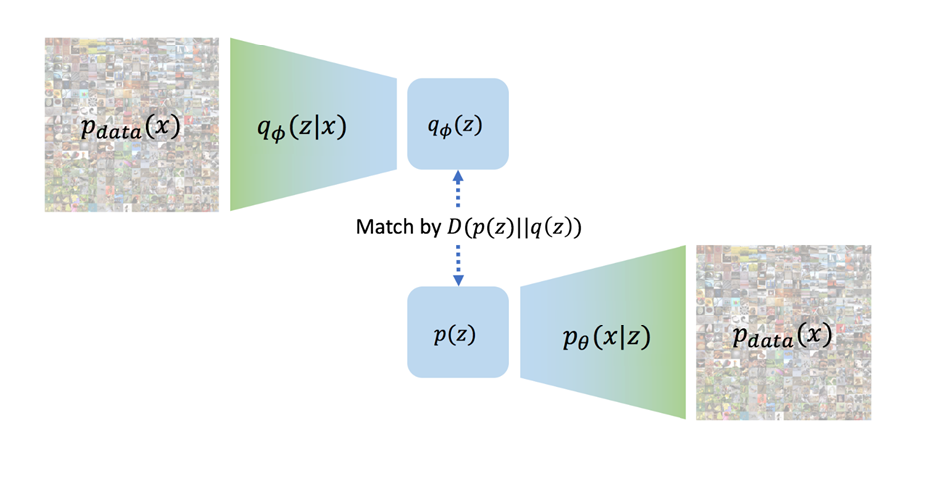 p_data(x)
q_ϕ(z|x)
q_ϕ(z)
Match by D(p(z)||q(z))
p(z)
p_θ(x|z)
p_data(x)